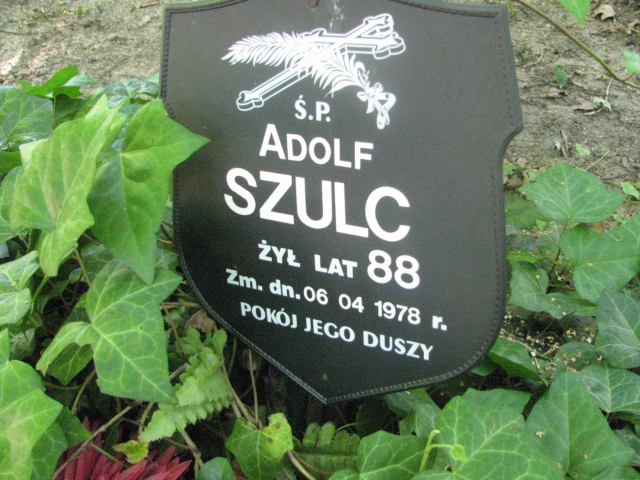 Ś.P.
ADOLF
SZULC
ŻYŁ LAT 88
Zm. dn. 06 04 1978 r.
POKÓJ JEGO DUSZY